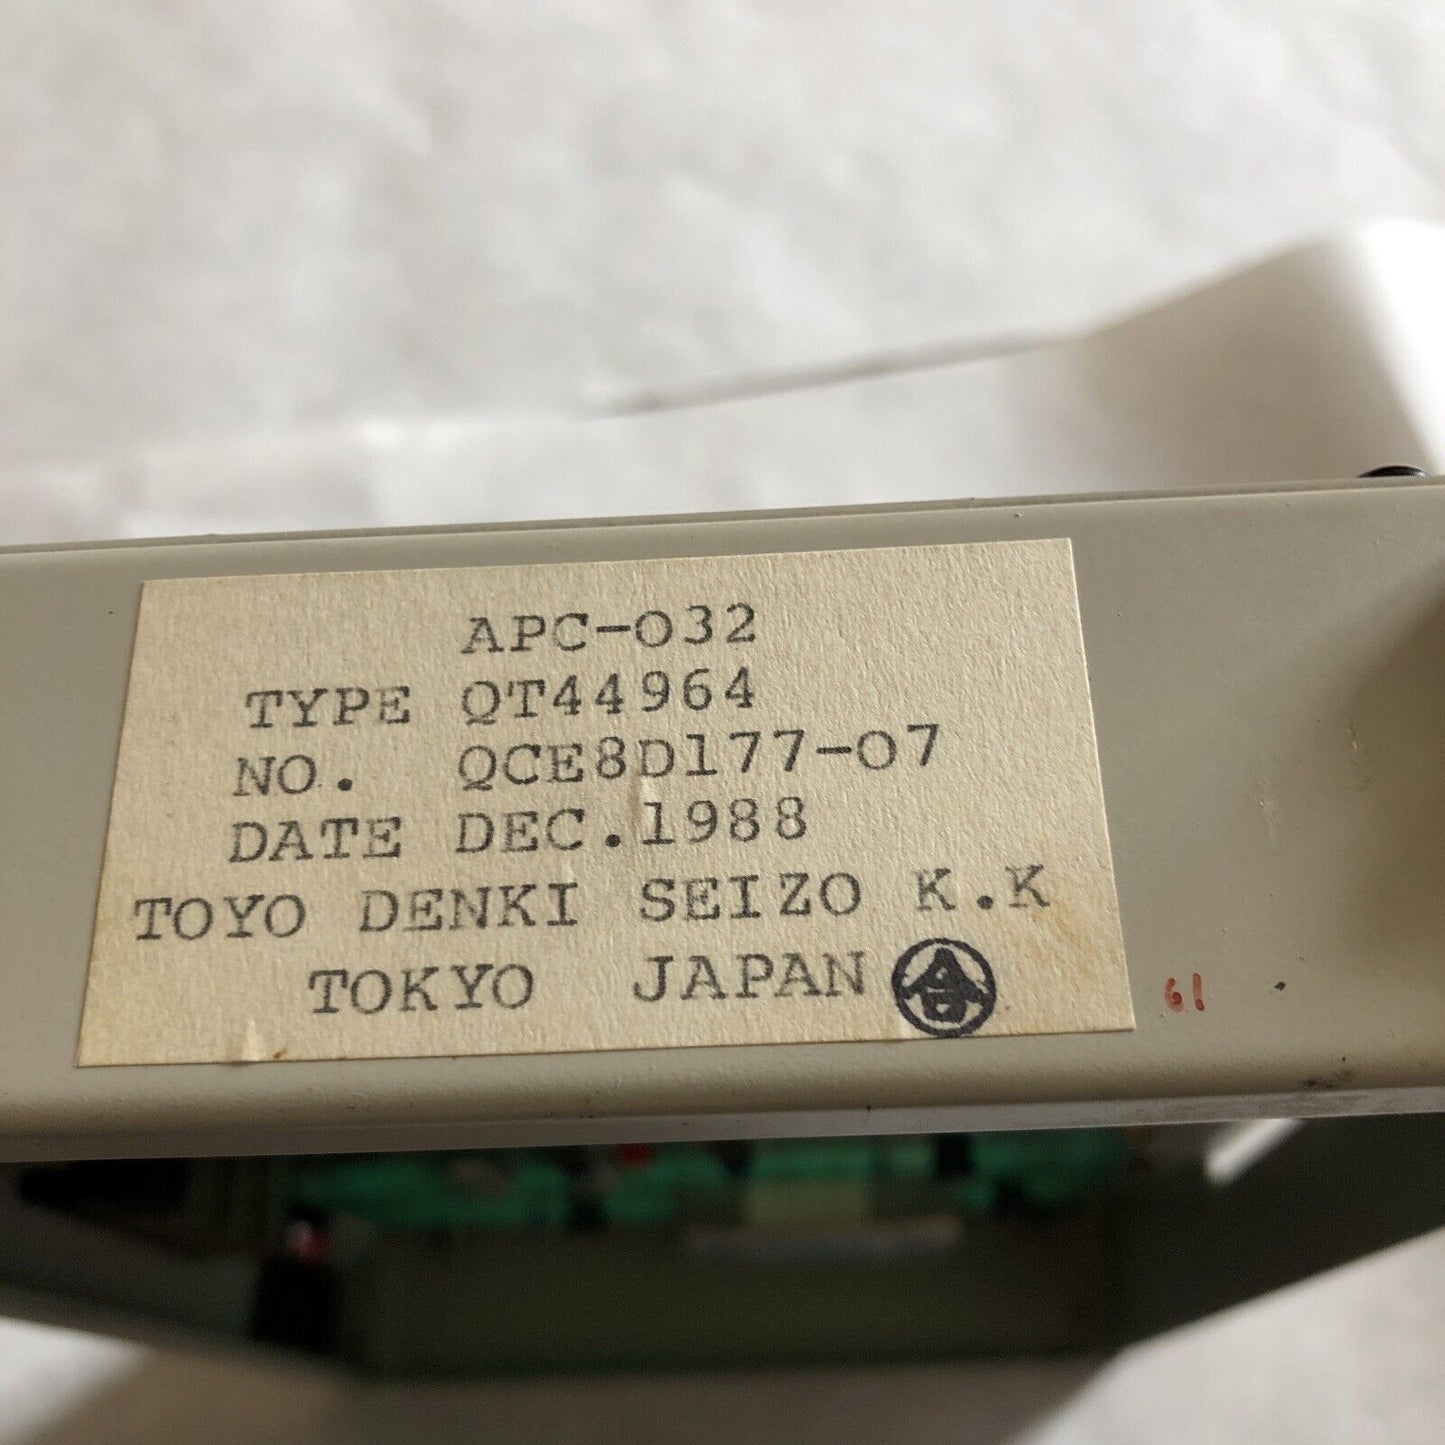 APC-032
TYPE QT44964
NO. QCE8D177-07
DATE DEC.1988
TOYO DENKI SEIZO K.K
TOKYO JAPAN
61